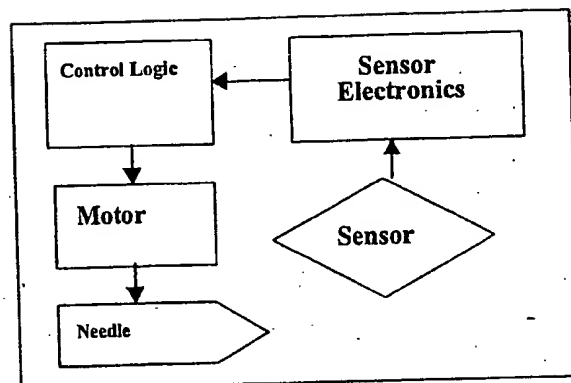 Control Logic
Sensor
Electronics
Motor
Sensor
Needle